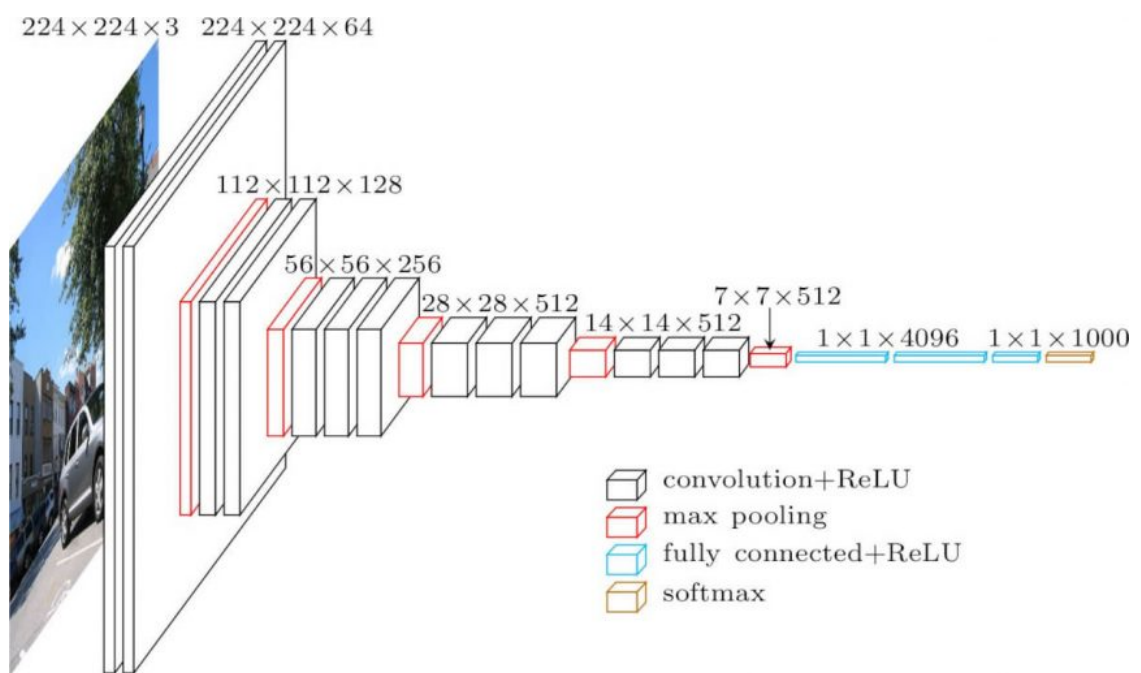 224×224×3
224×224×64
112×112×128
56×56×256
28×28×512
14×14×512
7×7×512
1×1×4096
1×1×1000
convolution+ReLU
max pooling
fully connected+ReLU
softmax